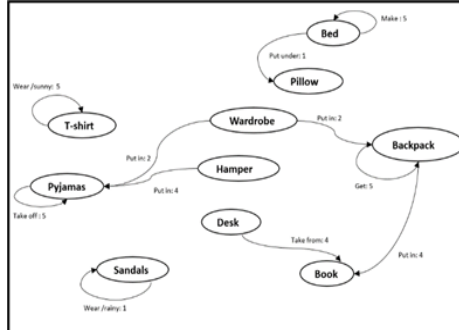 Bed
Make : 5
Put under: 1
Pillow
Wear /sunny: 5
T-shirt
Wardrobe
Put in: 2
Put in: 2
Backpack
Hamper
Pyjamas
Put in: 4
Get: 5
Take off : 5
Desk
Take from: 4
Sandals
Book
Put in: 4
Wear /rainy: 1